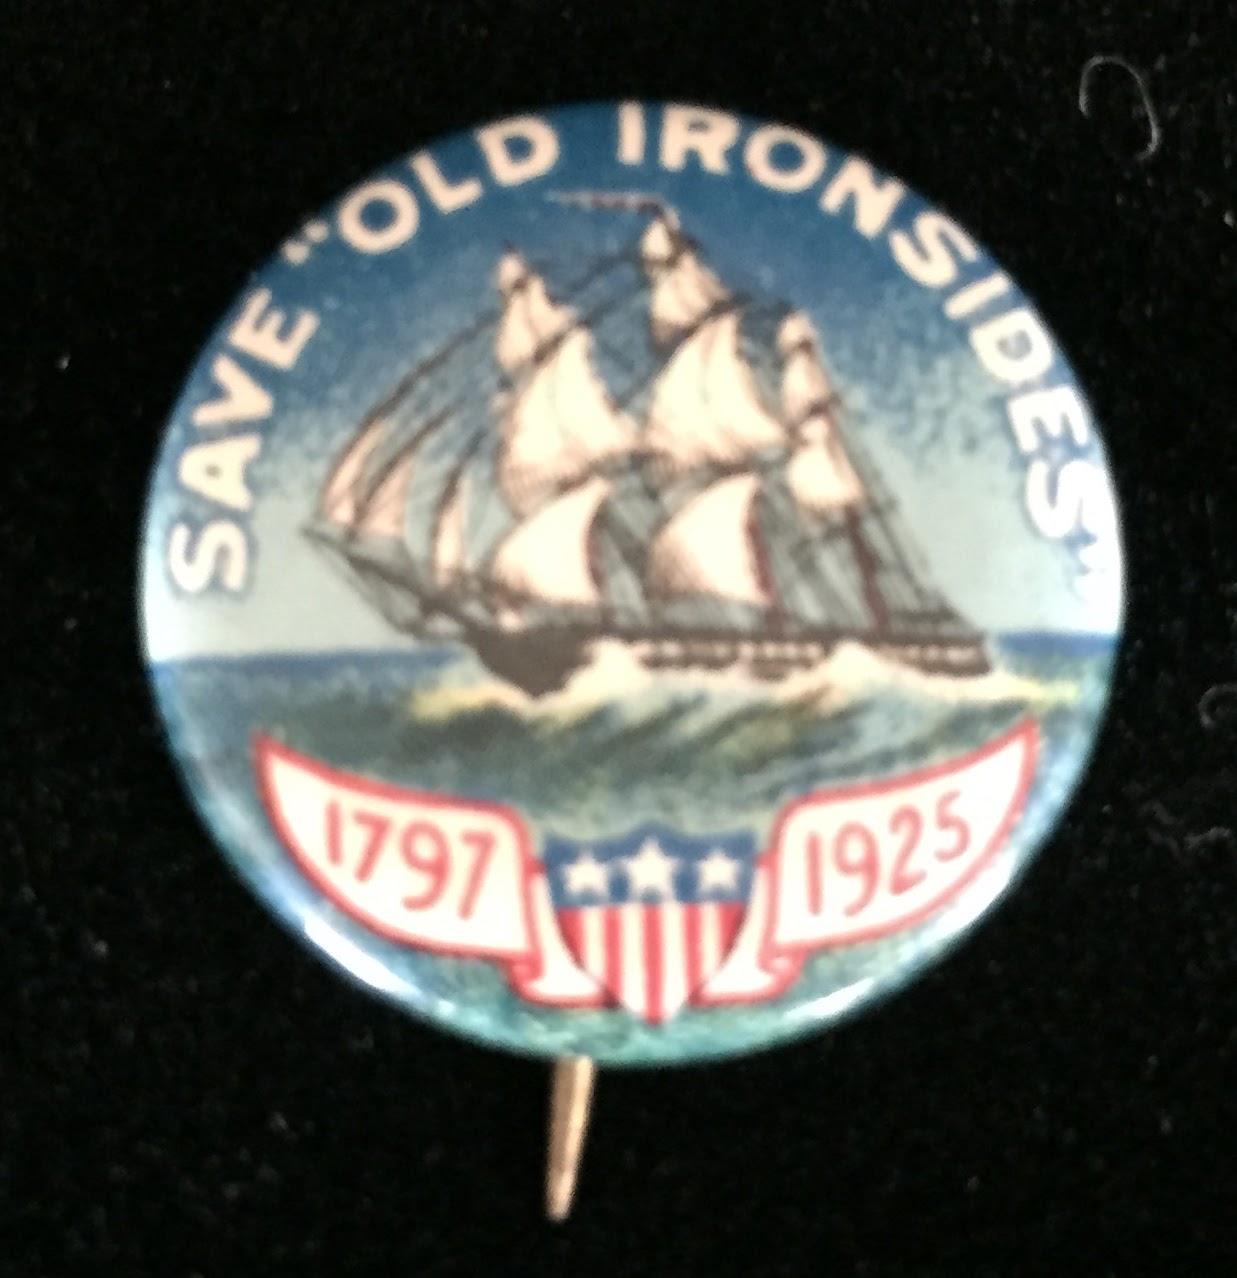 SAVE "OLD IRONSIDES"
1797
1925